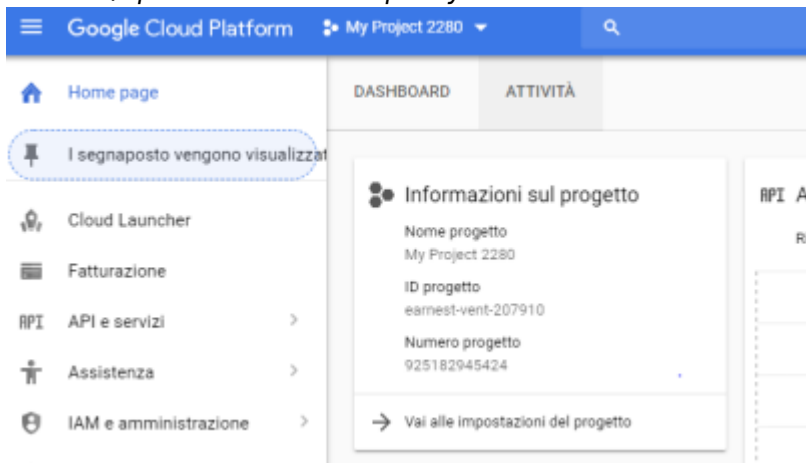 Google Cloud Platform My Project 2280
Home page
I segnaposto vengono visualizzat
Cloud Launcher
Fatturazione
API API e servizi
Assistenza
IAM e amministrazione
DASHBOARD ATTIVITÀ
Informazioni sul progetto
Nome progetto
My Project 2280
ID progetto
earnest-vent-207910
Numero progetto
925182945424
Vai alle impostazioni del progetto
API A
R